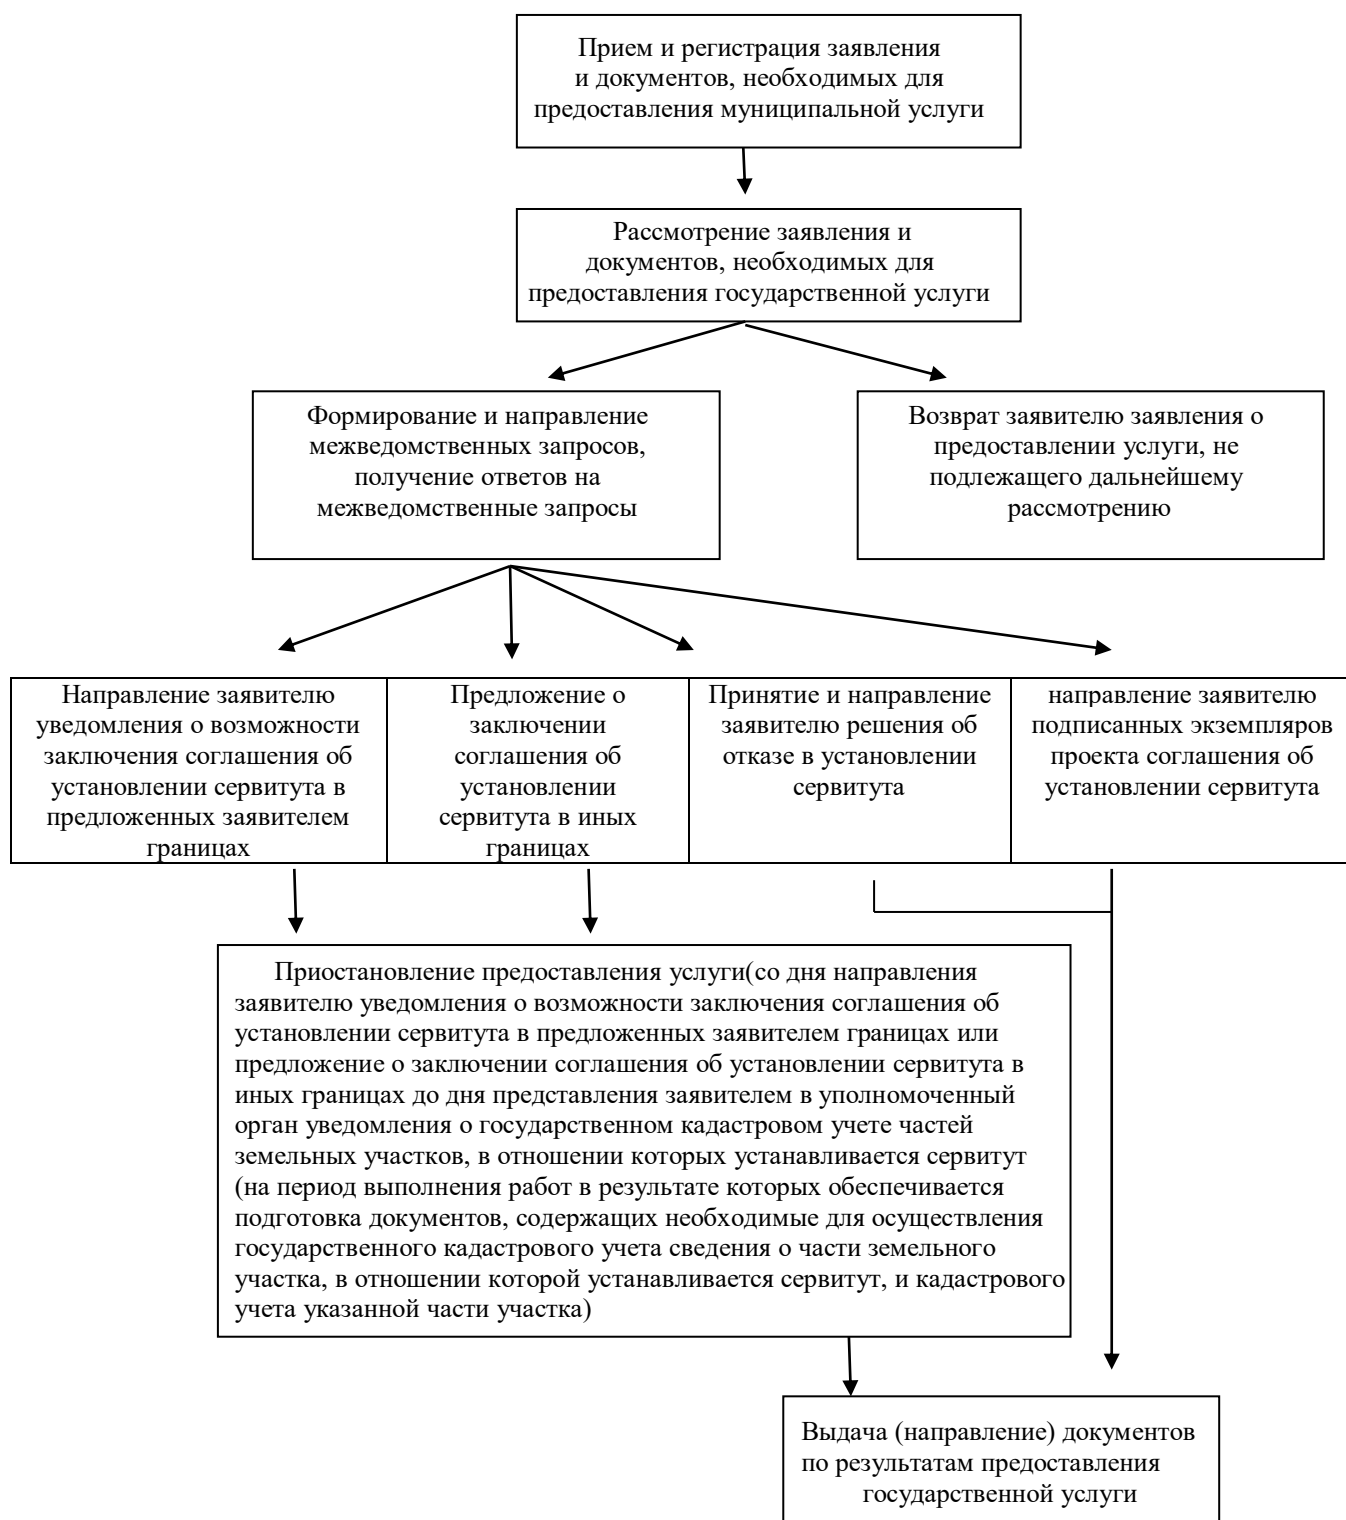 Прием и регистрация заявления
и документов, необходимых для
предоставления муниципальной услуги
Рассмотрение заявления и
документов, необходимых для
предоставления государственной услуги
Формирование и направление
межведомственных запросов,
получение ответов на
межведомственные запросы
Возврат заявителю заявления о
предоставлении услуги, не
подлежащего дальнейшему
рассмотрению
Направление заявителю
уведомления о возможности
заключения соглашения об
установлении сервитута в
предложенных заявителем
границах
Предложение о
заключении
соглашения об
установлении
сервитута в иных
границах
Принятие и направление
заявителю решения об
отказе в установлении
сервитута
направление заявителю
подписанных экземпляров
проекта соглашения об
установлении сервитута
Приостановление предоставления услуги(со дня направления
заявителю уведомления о возможности заключения соглашения об
установлении сервитута в предложенных заявителем границах или
предложение о заключении соглашения об установлении сервитута в
иных границах до дня представления заявителем в уполномоченный
орган уведомления о государственном кадастровом учете частей
земельных участков, в отношении которых устанавливается сервитут
(на период выполнения работ в результате которых обеспечивается
подготовка документов, содержащих необходимые для осуществления
государственного кадастрового учета сведения о части земельного
участка, в отношении которой устанавливается сервитут, и кадастрового
учета указанной части участка)
Выдача (направление) документов
по результатам предоставления
государственной услуги